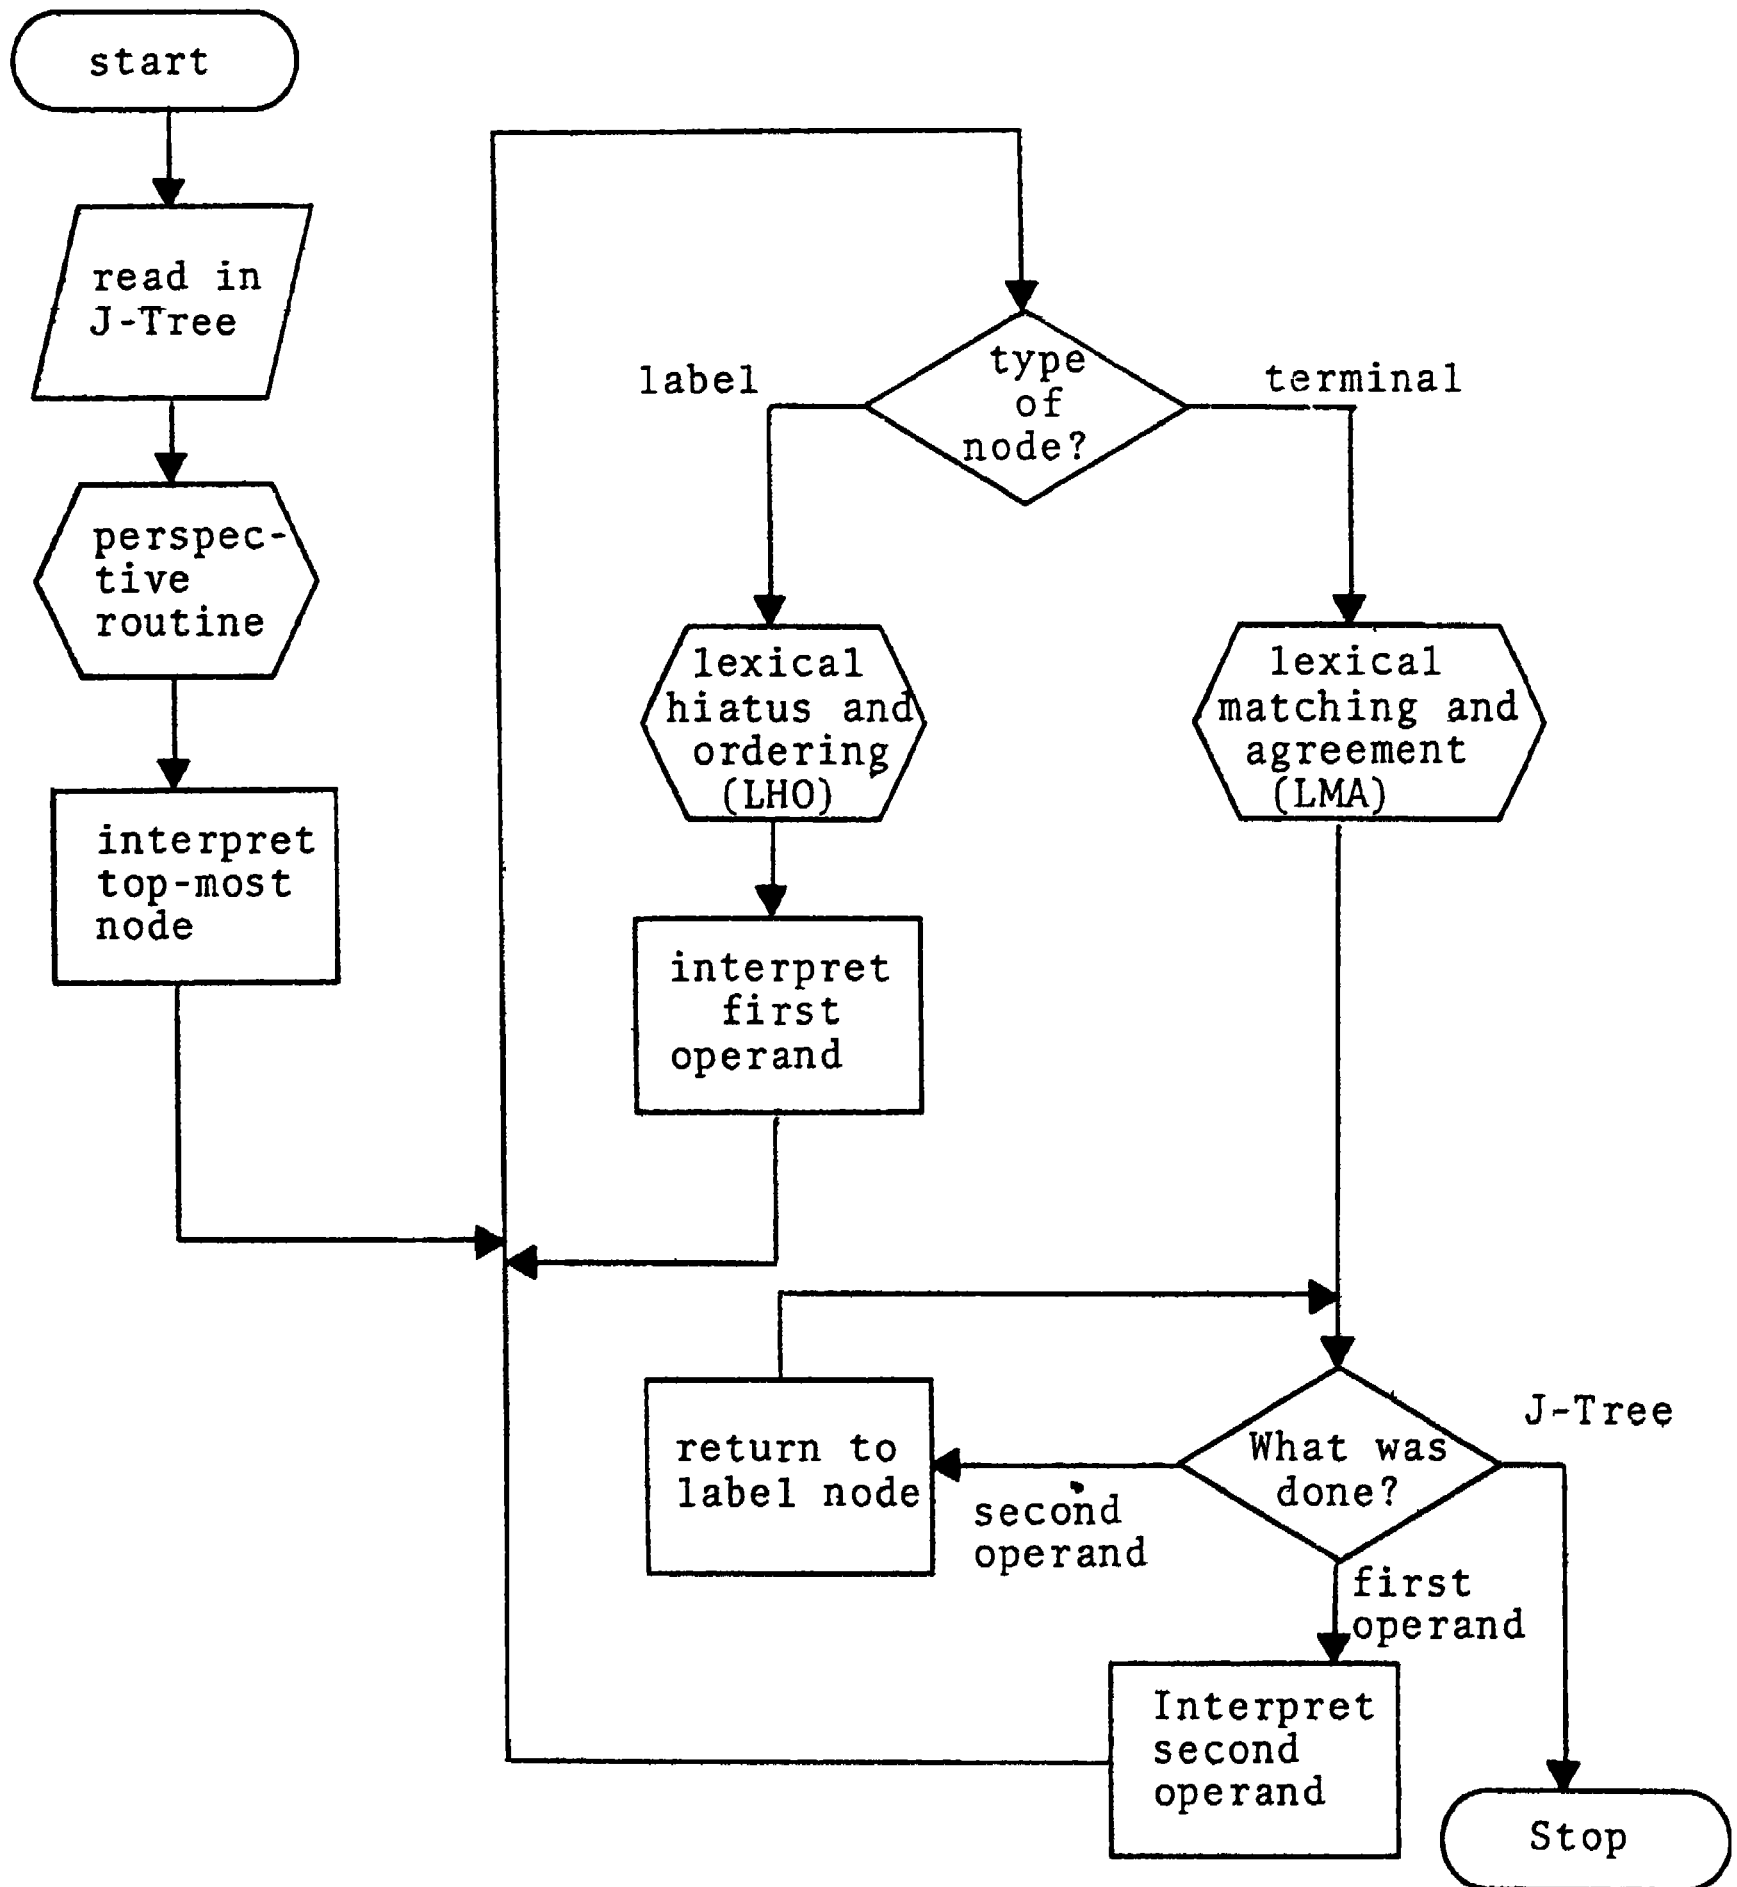 start
read in
J-Tree
perspec-
tive
routine
interpret
top-most
node
type
of
node?
label
terminal
lexical
hiatus and
ordering
(LHO)
lexical
matching and
agreement
(LMA)
interpret
first
operand
return to
label node
What was
done?
J-Tree
second
operand
first
operand
Interpret
second
operand
Stop